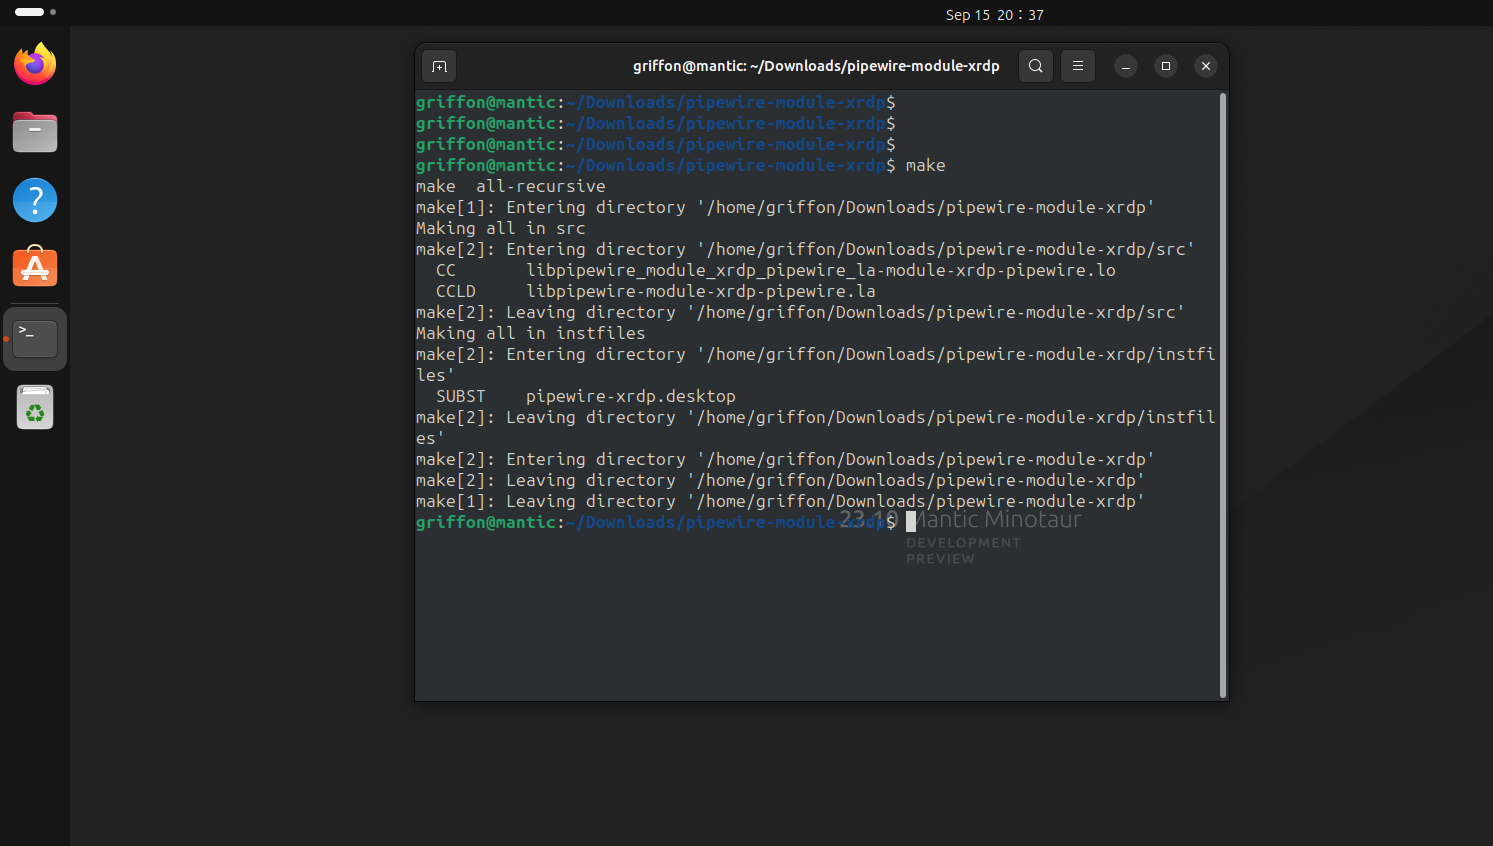 Sep 15 20:37
griffon@mantic: ~/Downloads/pipewire-module-xrdp
griffon@mantic:~/Downloads/pipewire-module-xrdp$
griffon@mantic:~/Downloads/pipewire-module-xrdp$
griffon@mantic:~/Downloads/pipewire-module-xrdp$
griffon@mantic:~/Downloads/pipewire-module-xrdp$ make
make  all-recursive
make[1]: Entering directory '/home/griffon/Downloads/pipewire-module-xrdp'
Making all in src
make[2]: Entering directory '/home/griffon/Downloads/pipewire-module-xrdp/src'
  CC       libpipewire_module_xrdp_pipewire_la-module-xrdp-pipewire.lo
  CCLD     libpipewire-module-xrdp-pipewire.la
make[2]: Leaving directory '/home/griffon/Downloads/pipewire-module-xrdp/src'
Making all in instfiles
make[2]: Entering directory '/home/griffon/Downloads/pipewire-module-xrdp/instfi
les'
  SUBST    pipewire-xrdp.desktop
make[2]: Leaving directory '/home/griffon/Downloads/pipewire-module-xrdp/instfil
es'
make[2]: Entering directory '/home/griffon/Downloads/pipewire-module-xrdp'
make[2]: Leaving directory '/home/griffon/Downloads/pipewire-module-xrdp'
make[1]: Leaving directory '/home/griffon/Downloads/pipewire-module-xrdp'
griffon@mantic:~/Downloads/pipewire-module-xrdp$
23.10 Mantic Minotaur
DEVELOPMENT
PREVIEW